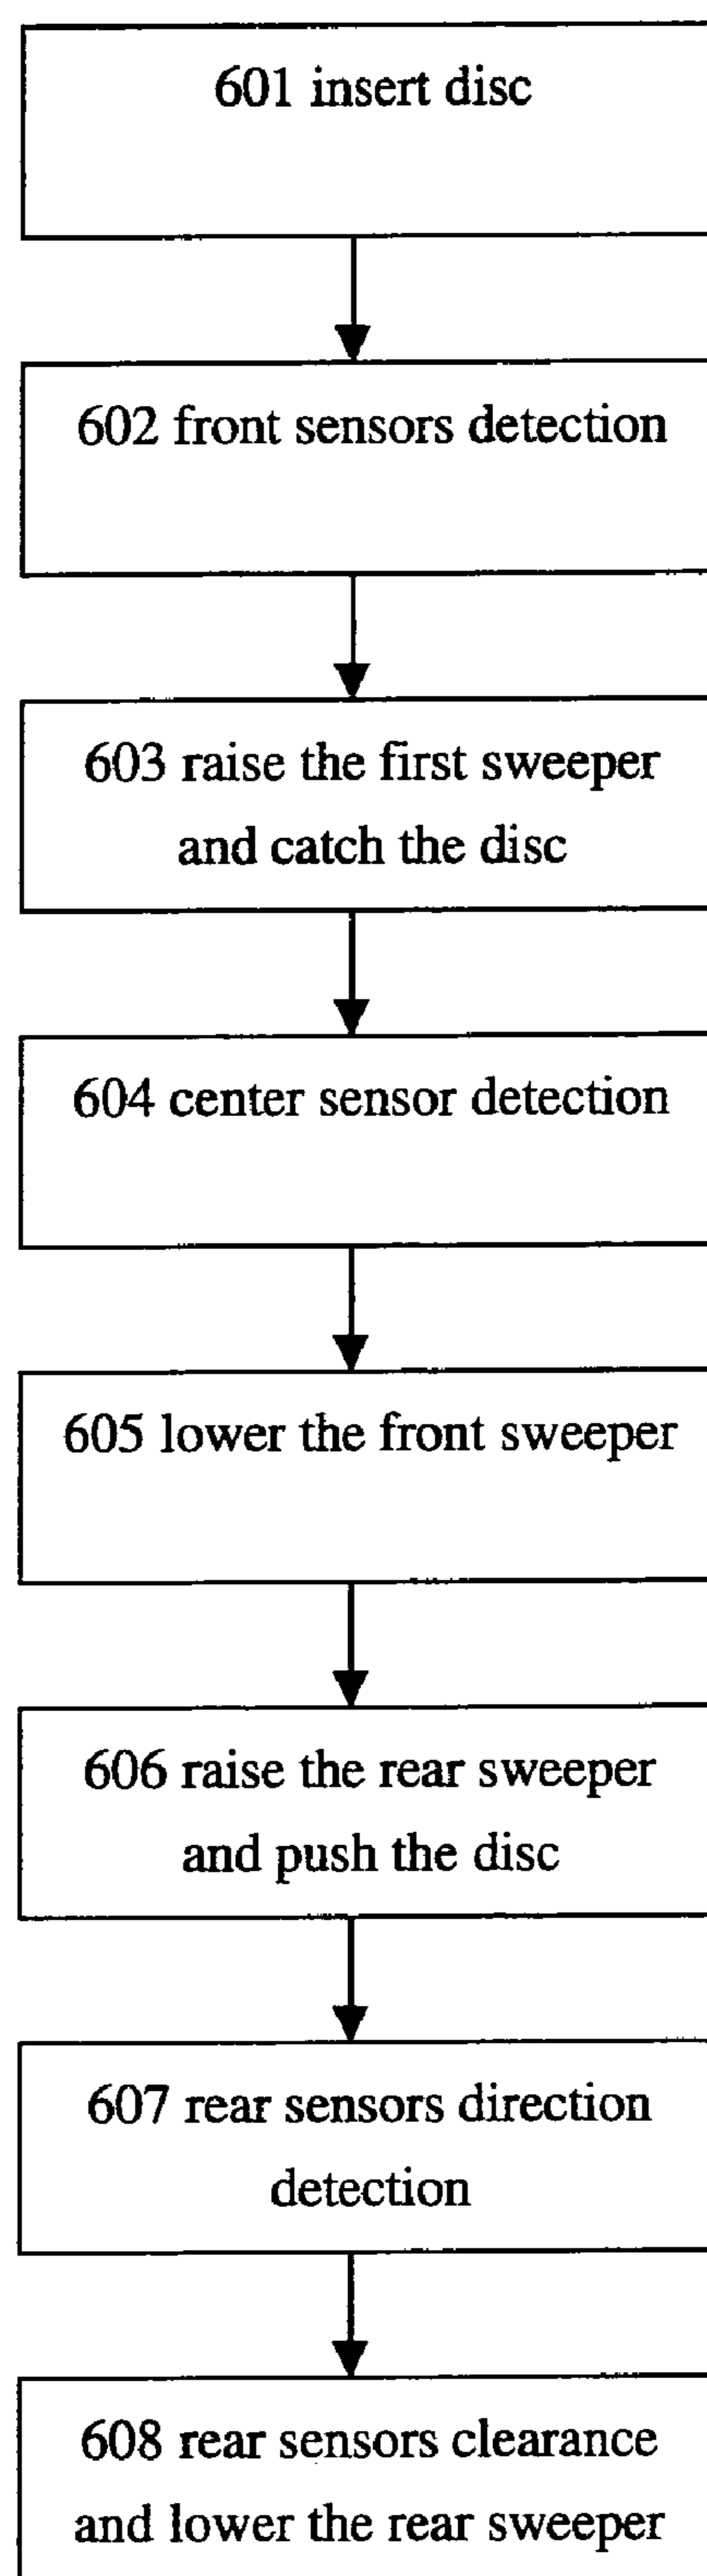 601 insert disc
602 front sensors detection
603 raise the first sweeper
and catch the disc
604 center sensor detection
605 lower the front sweeper
606 raise the rear sweeper
and push the disc
607 rear sensors direction
detection
608 rear sensors clearance
and lower the rear sweeper